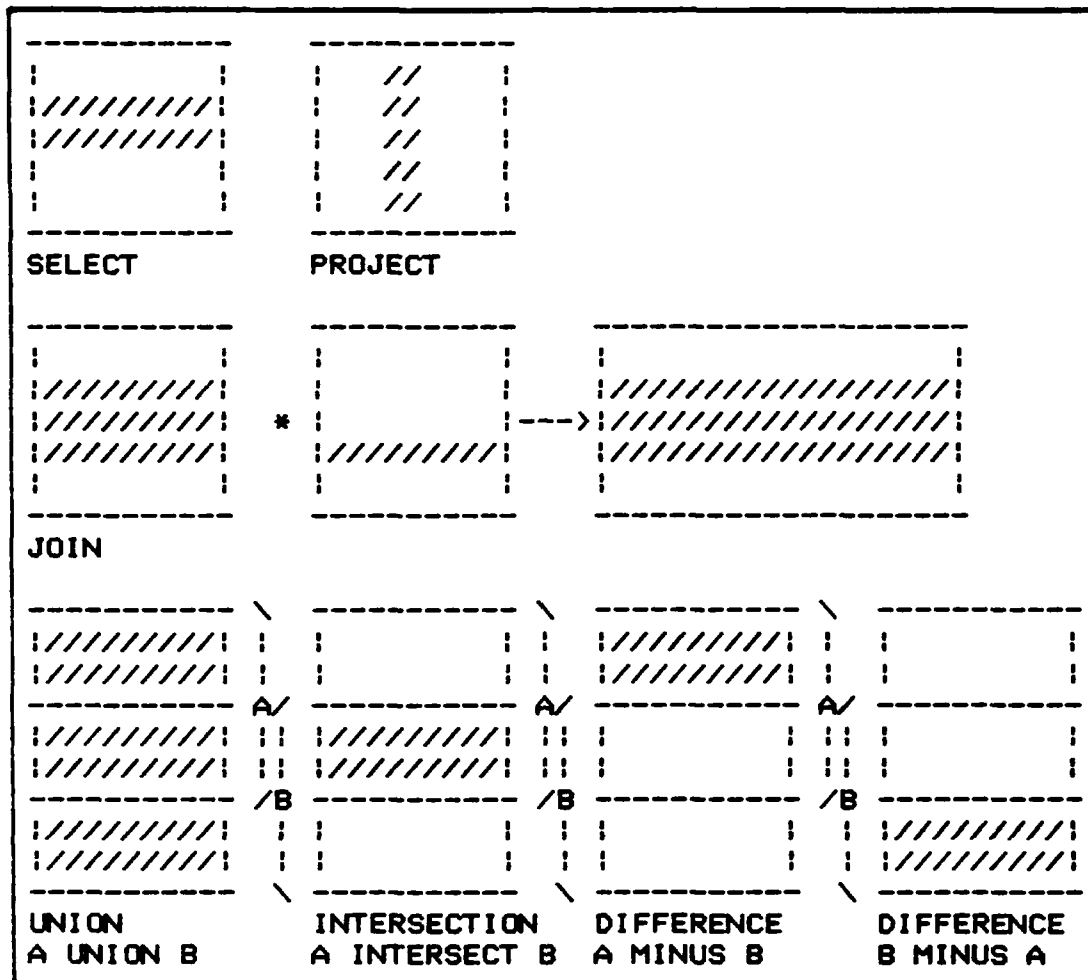 SELECT PROJECT
*
JOIN
A A A
B B B
UNION INTERSECTION DIFFERENCE DIFFERENCE
A UNION B A INTERSECT B A MINUS B B MINUS A